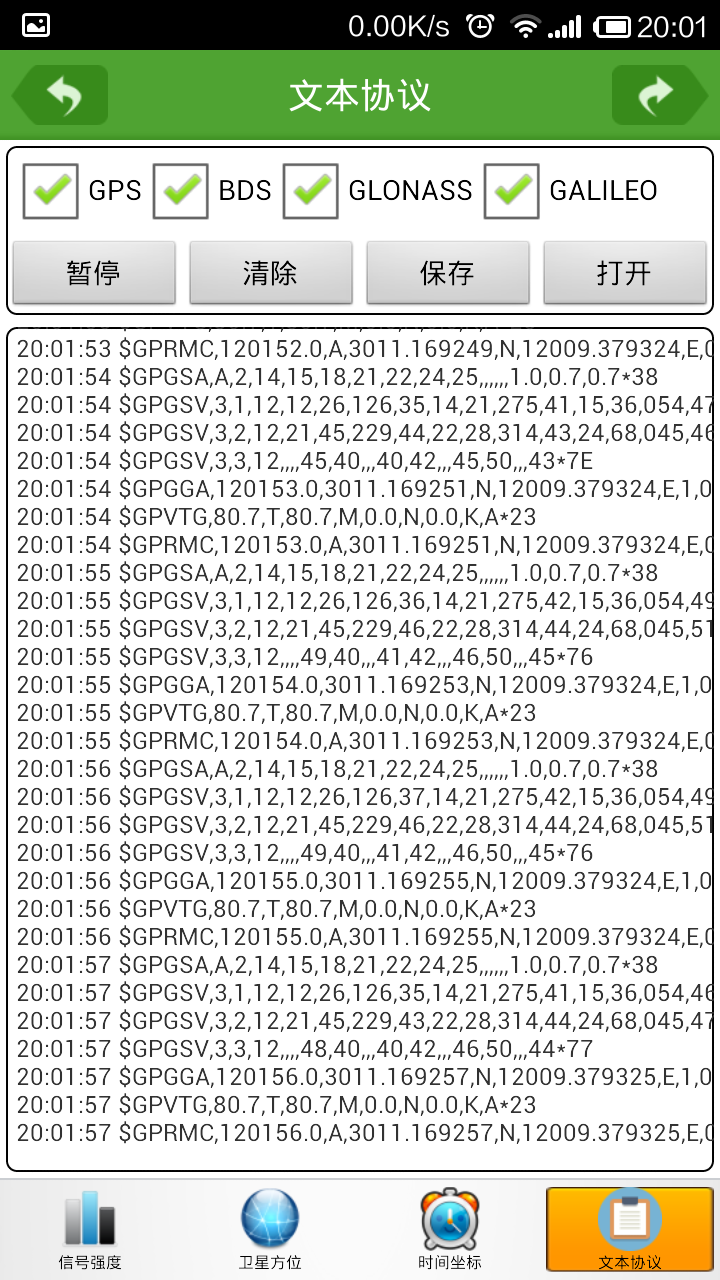 0.00K/s 20:01
文本协议
GPS BDS GLONASS GALILEO
暂停 清除 保存 打开
20:01:53 $GPRMC,120152.0,A,3011.169249,N,12009.379324,E,0
20:01:54 $GPGSA,A,2,14,15,18,21,22,24,25,,,,,,1.0,0.7,0.7*38
20:01:54 $GPGSV,3,1,12,12,26,126,35,14,21,275,41,15,36,054,47
20:01:54 $GPGSV,3,2,12,21,45,229,44,22,28,314,43,24,68,045,46
20:01:54 $GPGSV,3,3,12,,,,45,40,,,40,42,,,45,50,,,43*7E
20:01:54 $GPGGA,120153.0,3011.169251,N,12009.379324,E,1,0
20:01:54 $GPVTG,80.7,T,80.7,M,0.0,N,0.0,K,A*23
20:01:54 $GPRMC,120153.0,A,3011.169251,N,12009.379324,E,0
20:01:55 $GPGSA,A,2,14,15,18,21,22,24,25,,,,,,1.0,0.7,0.7*38
20:01:55 $GPGSV,3,1,12,12,26,126,36,14,21,275,42,15,36,054,49
20:01:55 $GPGSV,3,2,12,21,45,229,46,22,28,314,44,24,68,045,51
20:01:55 $GPGSV,3,3,12,,,,49,40,,,41,42,,,46,50,,,45*76
20:01:55 $GPGGA,120154.0,3011.169253,N,12009.379324,E,1,0
20:01:55 $GPVTG,80.7,T,80.7,M,0.0,N,0.0,K,A*23
20:01:55 $GPRMC,120154.0,A,3011.169253,N,12009.379324,E,0
20:01:56 $GPGSA,A,2,14,15,18,21,22,24,25,,,,,,1.0,0.7,0.7*38
20:01:56 $GPGSV,3,1,12,12,26,126,37,14,21,275,42,15,36,054,49
20:01:56 $GPGSV,3,2,12,21,45,229,46,22,28,314,44,24,68,045,51
20:01:56 $GPGSV,3,3,12,,,,49,40,,,41,42,,,46,50,,,45*76
20:01:56 $GPGGA,120155.0,3011.169255,N,12009.379324,E,1,0
20:01:56 $GPVTG,80.7,T,80.7,M,0.0,N,0.0,K,A*23
20:01:56 $GPRMC,120155.0,A,3011.169255,N,12009.379324,E,0
20:01:57 $GPGSA,A,2,14,15,18,21,22,24,25,,,,,,1.0,0.7,0.7*38
20:01:57 $GPGSV,3,1,12,12,26,126,35,14,21,275,41,15,36,054,46
20:01:57 $GPGSV,3,2,12,21,45,229,43,22,28,314,44,24,68,045,47
20:01:57 $GPGSV,3,3,12,,,,48,40,,,40,42,,,46,50,,,44*77
20:01:57 $GPGGA,120156.0,3011.169257,N,12009.379325,E,1,0
20:01:57 $GPVTG,80.7,T,80.7,M,0.0,N,0.0,K,A*23
20:01:57 $GPRMC,120156.0,A,3011.169257,N,12009.379325,E,0
信号强度 卫星方位 时间坐标 文本协议